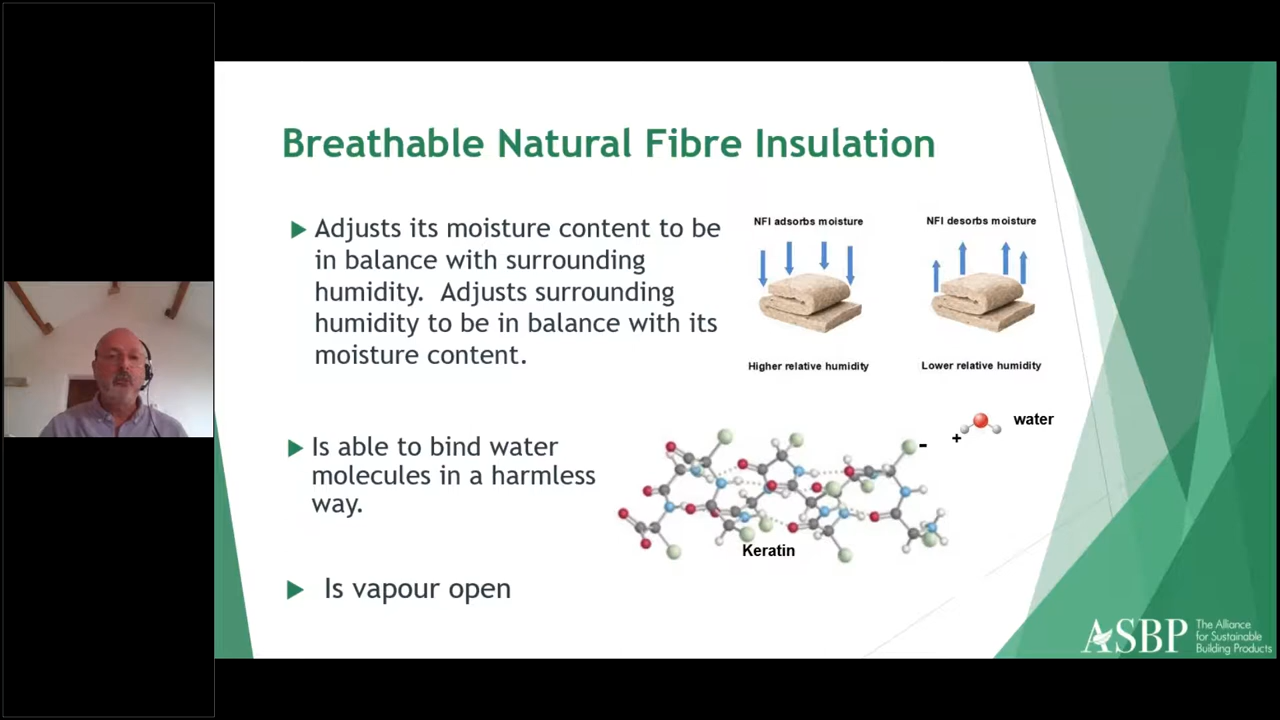 Breathable Natural Fibre Insulation
Adjusts its moisture content to be
in balance with surrounding
humidity. Adjusts surrounding
humidity to be in balance with its
moisture content.
NFI adsorbs moisture
NFI desorbs moisture
Higher relative humidity
Lower relative humidity
Is able to bind water
molecules in a harmless
way.
-
+
water
Keratin
Is vapour open
ASBP
The Alliance
for Sustainable
Building Products